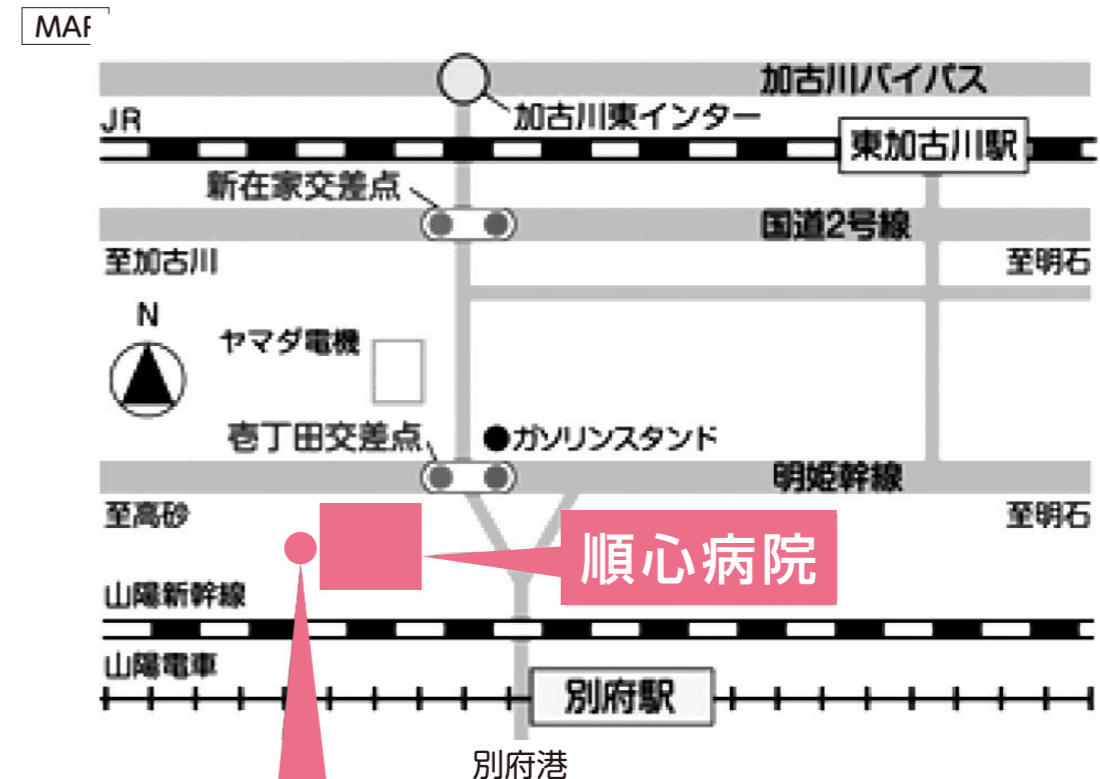 MAP
加古川バイパス
JR
加古川東インター
東加古川駅
新在家交差点
国道2号線
至加古川
至明石
N
ヤマダ電機
壱丁田交差点
●ガソリンスタンド
明姫幹線
至高砂
至明石
順心病院
山陽新幹線
山陽電車
別府駅
別府港